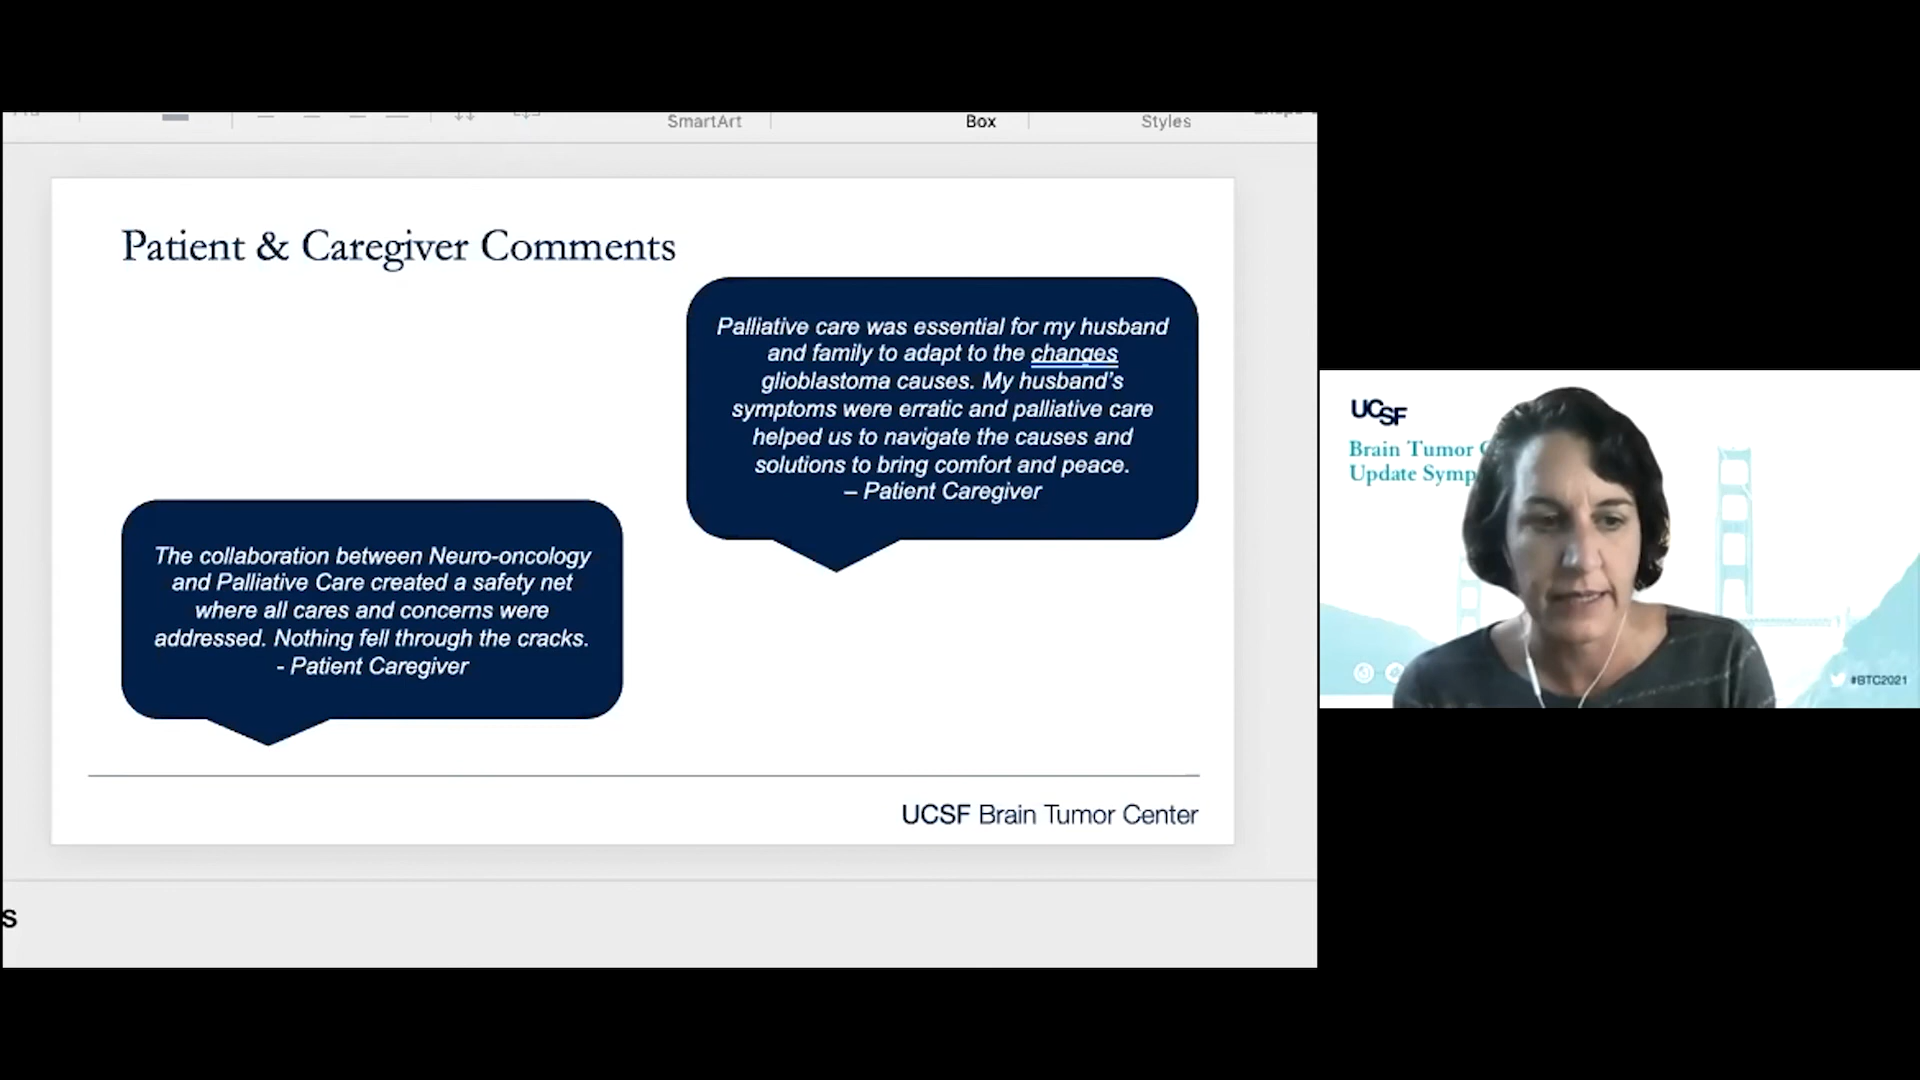 SmartArt
Box
Styles
Patient & Caregiver Comments
Palliative care was essential for my husband
and family to adapt to the changes
glioblastoma causes. My husband’s
symptoms were erratic and palliative care
helped us to navigate the causes and
solutions to bring comfort and peace.
– Patient Caregiver
The collaboration between Neuro-oncology
and Palliative Care created a safety net
where all cares and concerns were
addressed. Nothing fell through the cracks.
- Patient Caregiver
UCSF Brain Tumor Center
s
UCSF
Brain Tumor
Update Symp
#BTC2021